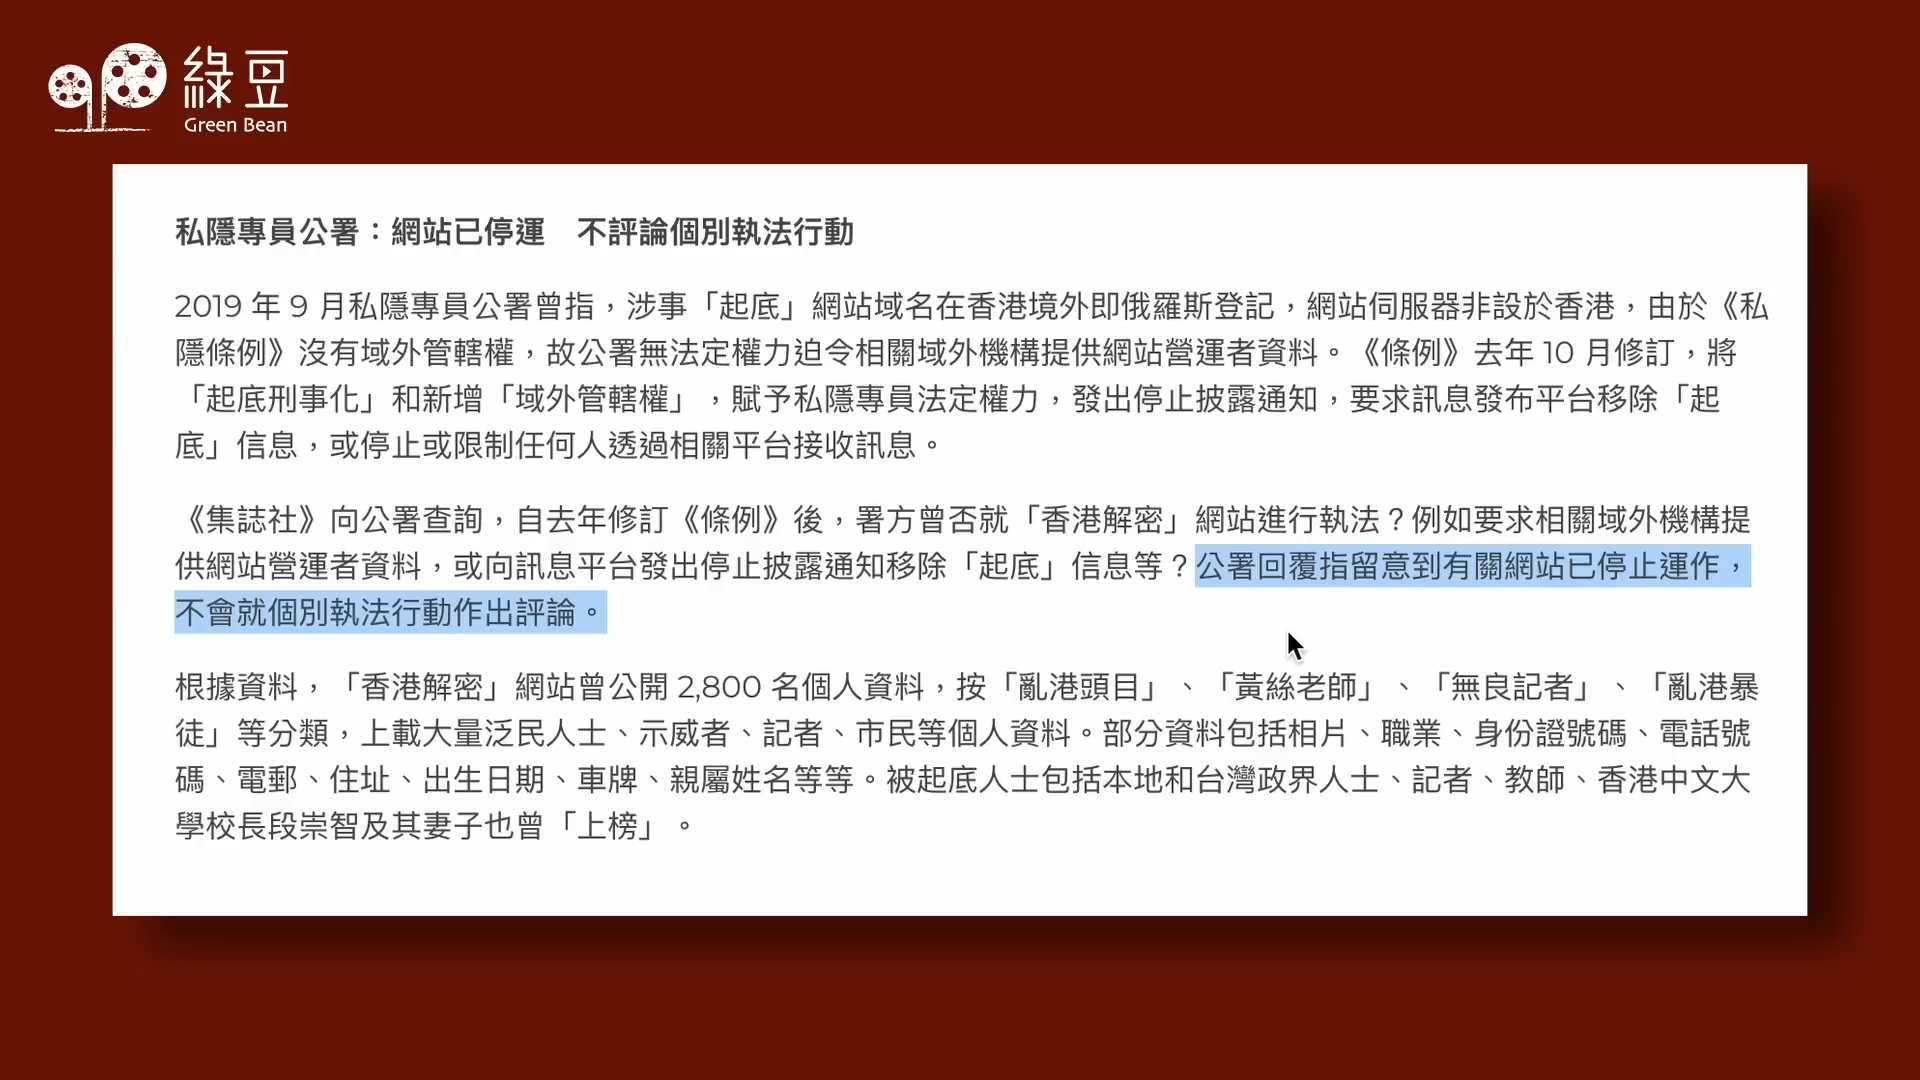 綠豆
Green Bean
私隱專員公署：網站已停運　不評論個別執法行動
2019 年 9 月私隱專員公署曾指，涉事「起底」網站域名在香港境外即俄羅斯登記，網站伺服器非設於香港，由於《私
隱條例》沒有域外管轄權，故公署無法定權力迫令相關域外機構提供網站營運者資料。《條例》去年 10 月修訂，將
「起底刑事化」和新增「域外管轄權」，賦予私隱專員法定權力，發出停止披露通知，要求訊息發布平台移除「起
底」信息，或停止或限制任何人透過相關平台接收訊息。
《集誌社》向公署查詢，自去年修訂《條例》後，署方曾否就「香港解密」網站進行執法？例如要求相關域外機構提
供網站營運者資料，或向訊息平台發出停止披露通知移除「起底」信息等？公署回覆指留意到有關網站已停止運作，
不會就個別執法行動作出評論。
根據資料，「香港解密」網站曾公開 2,800 名個人資料，按「亂港頭目」、「黃絲老師」、「無良記者」、「亂港暴
徒」等分類，上載大量泛民人士、示威者、記者、市民等個人資料。部分資料包括相片、職業、身份證號碼、電話號
碼、電郵、住址、出生日期、車牌、親屬姓名等等。被起底人士包括本地和台灣政界人士、記者、教師、香港中文大
學校長段崇智及其妻子也曾「上榜」。